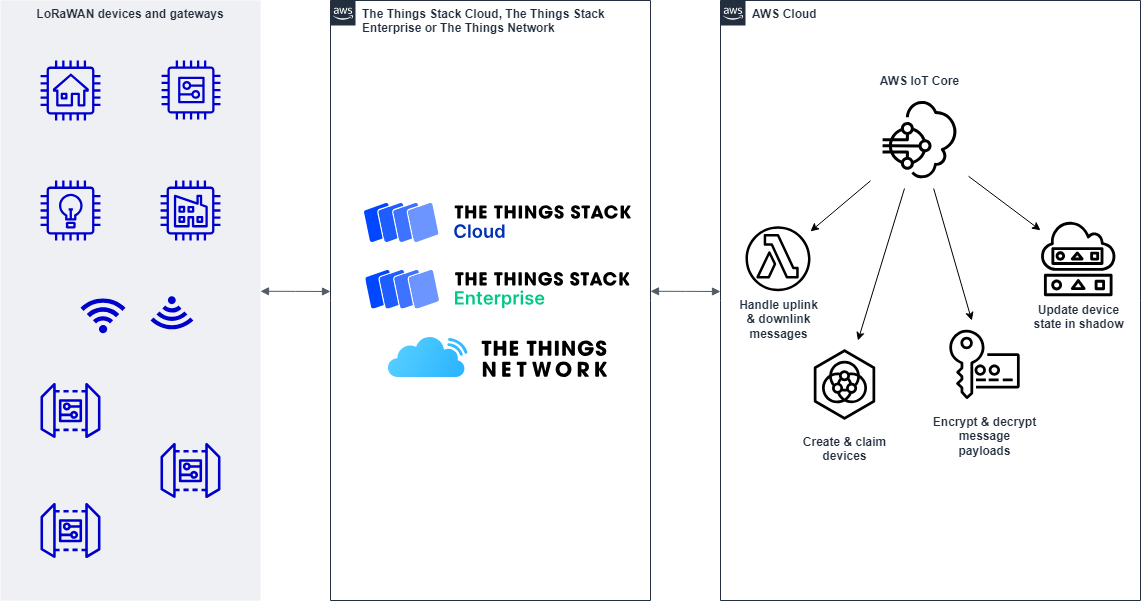 LoRaWAN devices and gateways
aws
The Things Stack Cloud, The Things Stack
Enterprise or The Things Network
THE THINGS STACK
Cloud
THE THINGS STACK
Enterprise
THE THINGS
NETWORK
aws
AWS Cloud
AWS IoT Core
Handle uplink
& downlink
messages
Create & claim
devices
Encrypt & decrypt
message
payloads
Update device
state in shadow